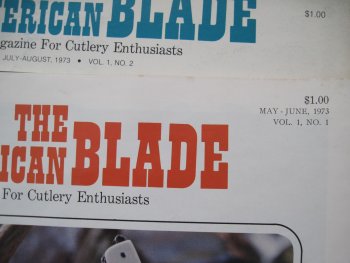 ERICAN BLADE
$1.00
gazine For Cutlery Enthusiasts
JULY-AUGUST, 1973 • VOL. 1, NO. 2
$1.00
MAY - JUNE, 1973
VOL. 1, NO. 1
THE
ICAN BLADE
For Cutlery Enthusiasts